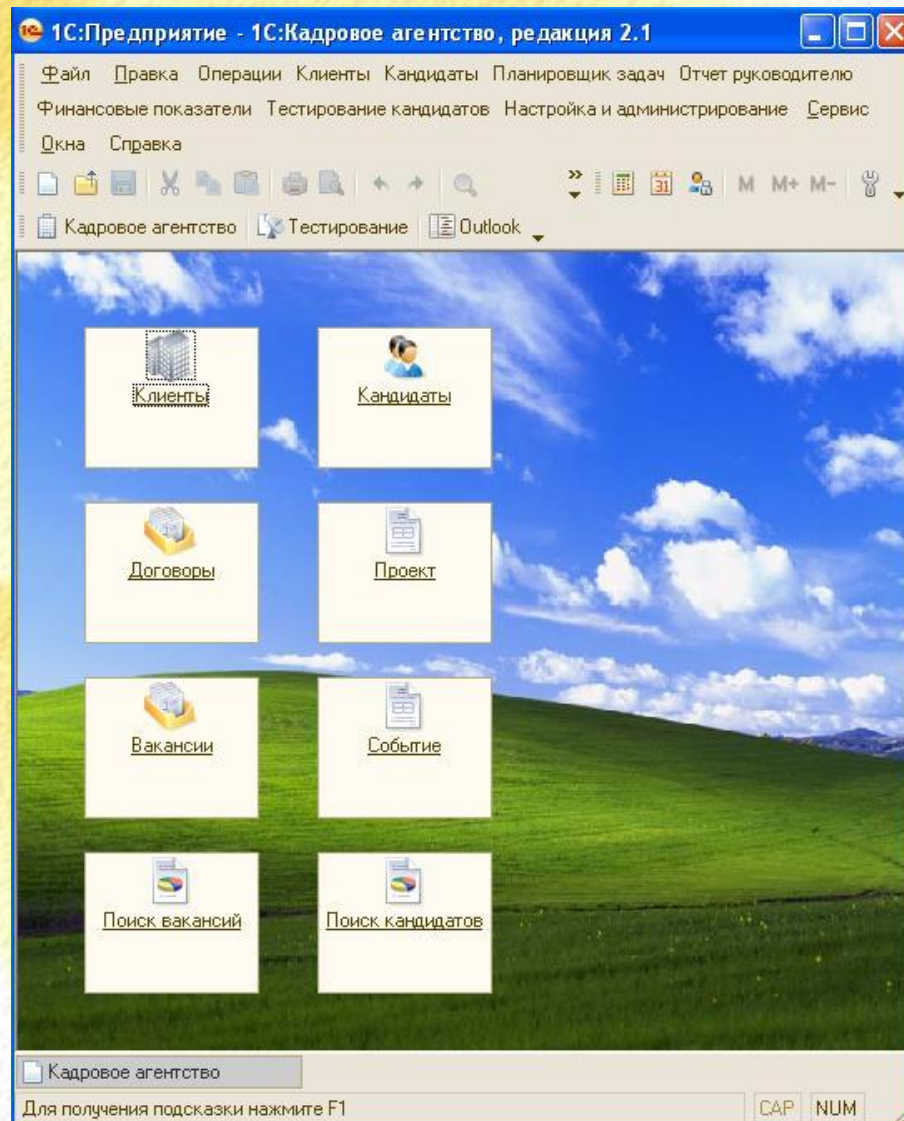 1С:Предприятие - 1С:Кадровое агентство, редакция 2.1
Файл Правка Операции Клиенты Кандидаты Планировщик задач Отчет руководителю
Финансовые показатели Тестирование кандидатов Настройка и администрирование Сервис
Окна Справка
31 M M+ M-
Кадровое агентство Тестирование Outlook
Клиенты Кандидаты
Договоры Проект
Вакансии Событие
Поиск вакансий Поиск кандидатов
Кадровое агентство
Для получения подсказки нажмите F1 CAP NUM